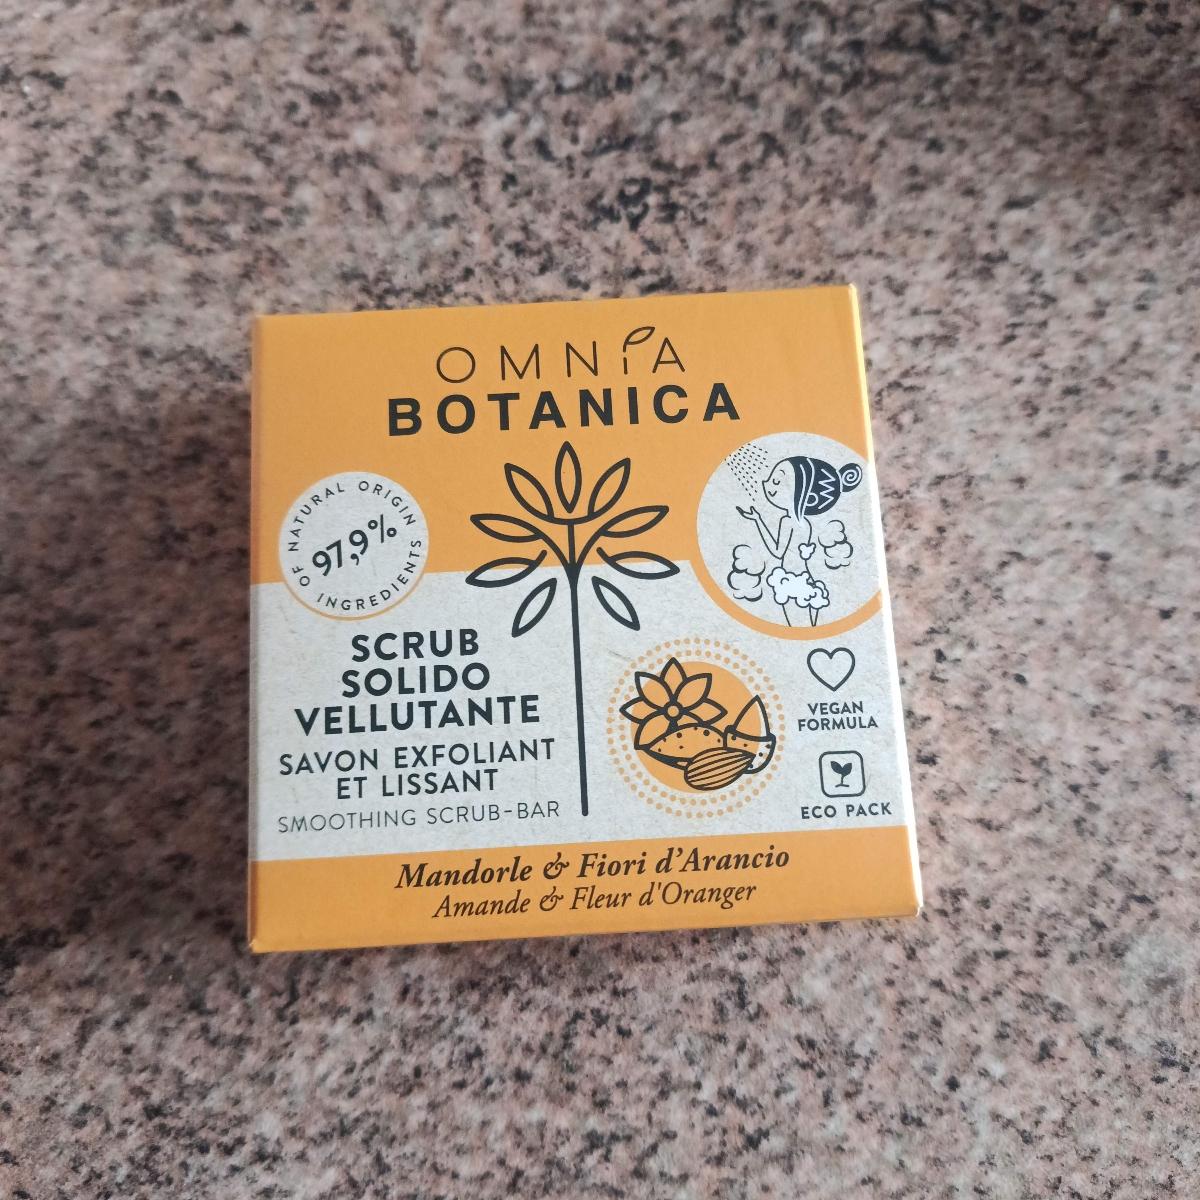 OMNIA
BOTANICA
97,9%
OF NATURAL ORIGIN
INGREDIENTS
SCRUB
SOLIDO
VELLUTANTE
SAVON EXFOLIANT
ET LISSANT
SMOOTHING SCRUB-BAR
VEGAN
FORMULA
ECO PACK
Mandorle & Fiori d'Arancio
Amande & Fleur d'Oranger